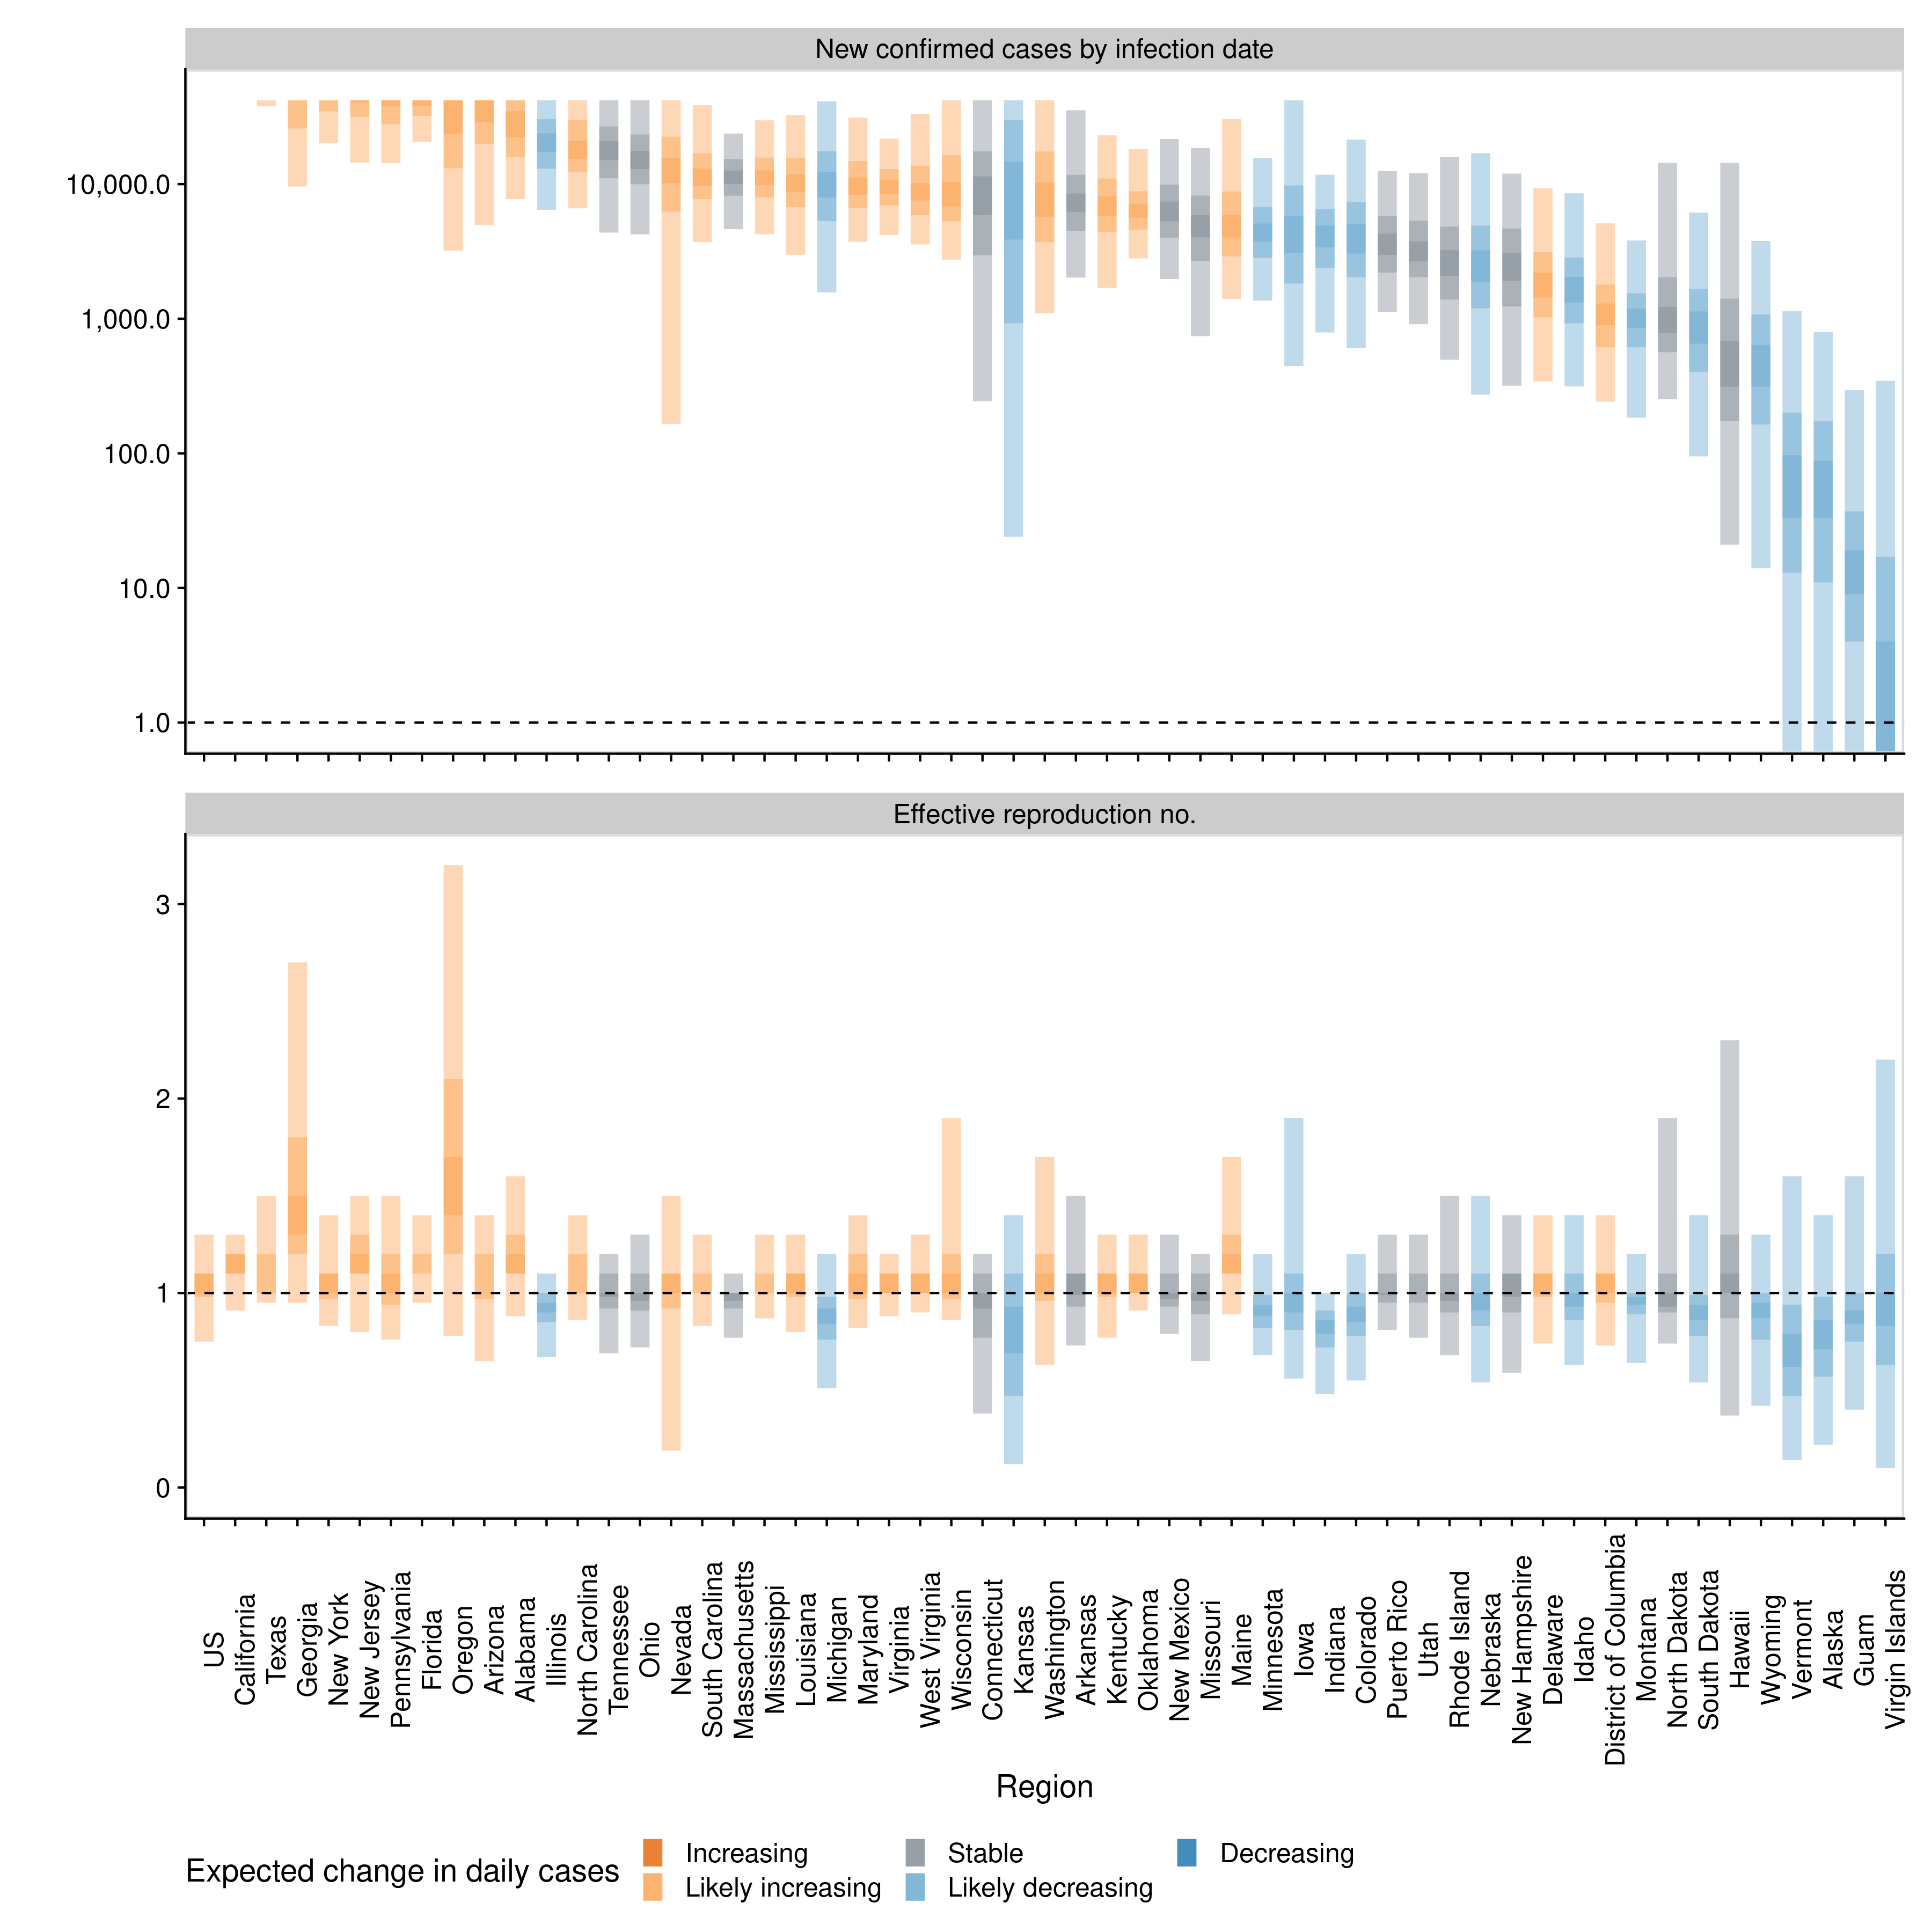 New confirmed cases by infection date
10,000.0
1,000.0
100.0
10.0
1.0
Effective reproduction no.
3
2
1
0
US
California
Texas
Georgia
New York
New Jersey
Pennsylvania
Florida
Oregon
Arizona
Alabama
Illinois
North Carolina
Tennessee
Ohio
Nevada
South Carolina
Massachusetts
Mississippi
Louisiana
Michigan
Maryland
Virginia
West Virginia
Wisconsin
Connecticut
Kansas
Washington
Arkansas
Kentucky
Oklahoma
New Mexico
Missouri
Maine
Minnesota
Iowa
Indiana
Colorado
Puerto Rico
Utah
Rhode Island
Nebraska
New Hampshire
Delaware
Idaho
District of Columbia
Montana
North Dakota
South Dakota
Hawaii
Wyoming
Vermont
Alaska
Guam
Virgin Islands
Region
Expected change in daily cases
Increasing
Likely increasing
Stable
Likely decreasing
Decreasing